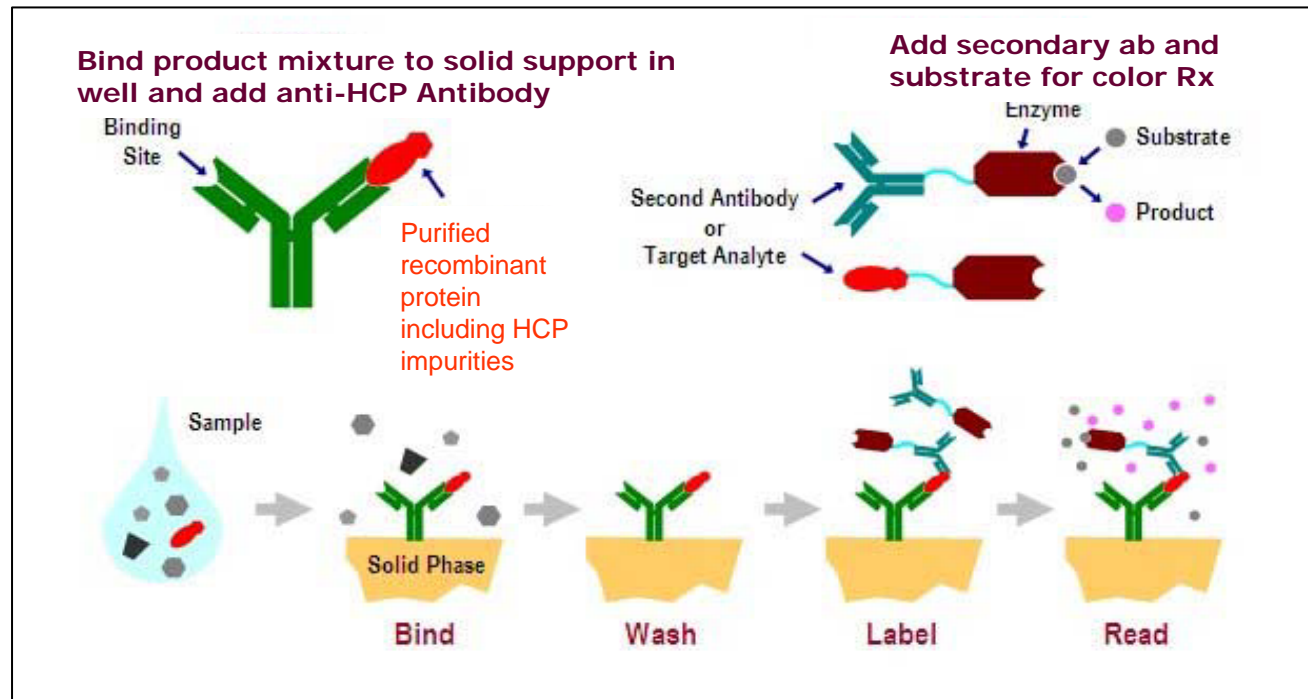 Bind product mixture to solid support in
well and add anti-HCP Antibody
Add secondary ab and
substrate for color Rx
Binding
Site
Purified
recombinant
protein
including HCP
impurities
Enzyme
Substrate
Product
Second Antibody
or
Target Analyte
Sample
Solid Phase
Bind
Wash
Label
Read